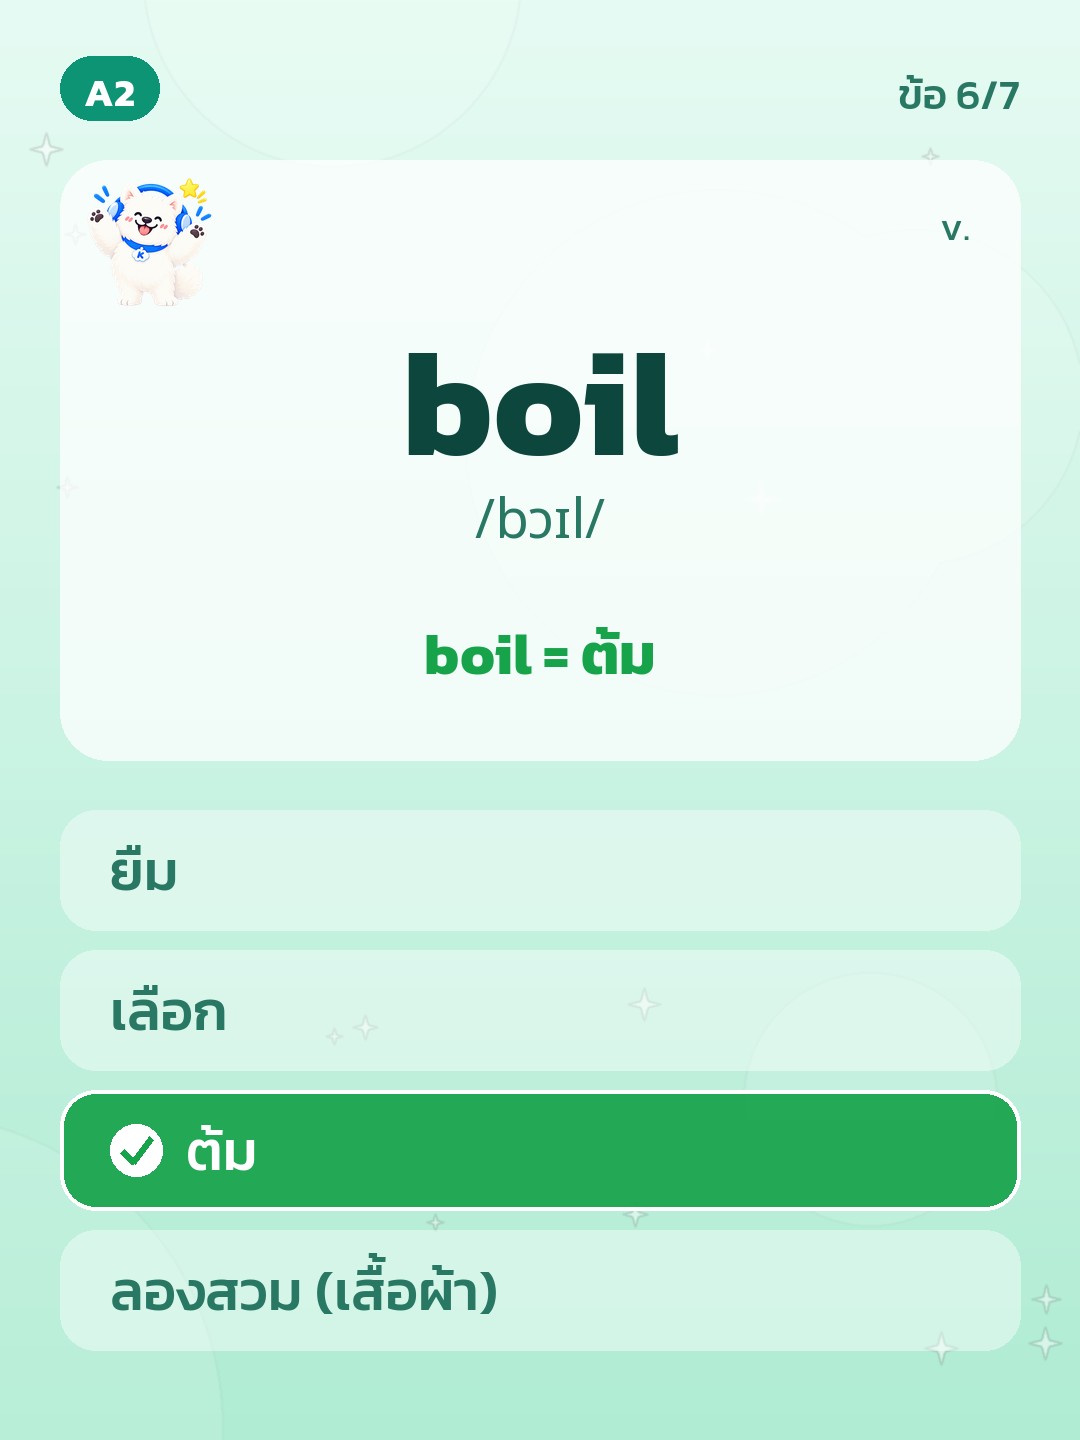 A2
ข้อ 6/7
v.
K
boil
/bɔɪl/
boil = ต้ม
ยืม
เลือก
ต้ม
ลองสวม (เสื้อผ้า)